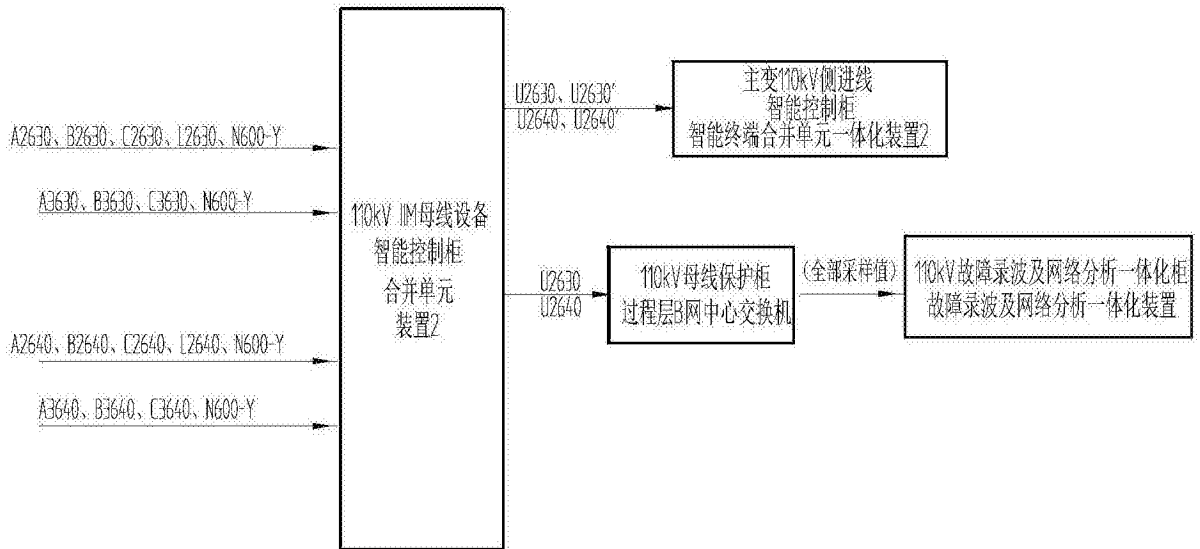 A2630、B2630、C2630、L2630、N600-Y
A3630、B3630、C3630、N600-Y
A2640、B2640、C2640、L2640、N600-Y
A3640、B3640、C3640、N600-Y
110kV IIM母线设备
智能控制柜
合并单元
装置2
U2630、U2630'
U2640、U2640'
主变110kV侧进线
智能控制柜
智能终端合并单元一体化装置2
U2630
U2640
110kV母线保护柜
过程层B网中心交换机
(全部采样值)
110kV故障录波及网络分析一体化柜
故障录波及网络分析一体化装置